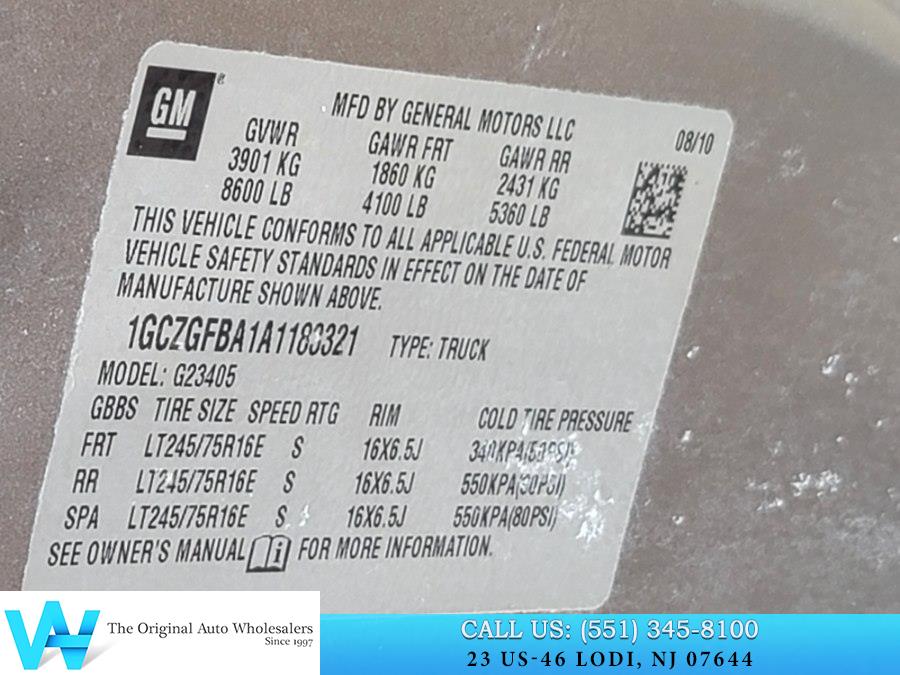 GM
MFD BY GENERAL MOTORS LLC
08/10
GVWR GAWR FRT GAWR RR
3901 KG 1860 KG 2431 KG
8600 LB 4100 LB 5360 LB
THIS VEHICLE CONFORMS TO ALL APPLICABLE U.S. FEDERAL MOTOR
VEHICLE SAFETY STANDARDS IN EFFECT ON THE DATE OF
MANUFACTURE SHOWN ABOVE.
TYPE: TRUCK
MODEL: G23405
GBBS TIRE SIZE SPEED RTG RIM COLD TIRE PRESSURE
FRT LT245/75R16E S 16X6.5J
RR LT245/75R16E S 16X6.5J
SPA LT245/75R16E S 16X6.5J 550KPA(80PSI)
SEE OWNER'S MANUAL FOR MORE INFORMATION.
The Original Auto Wholesalers
Since 1997
CALL US: (551) 345-8100
23 US-46 LODI, NJ 07644